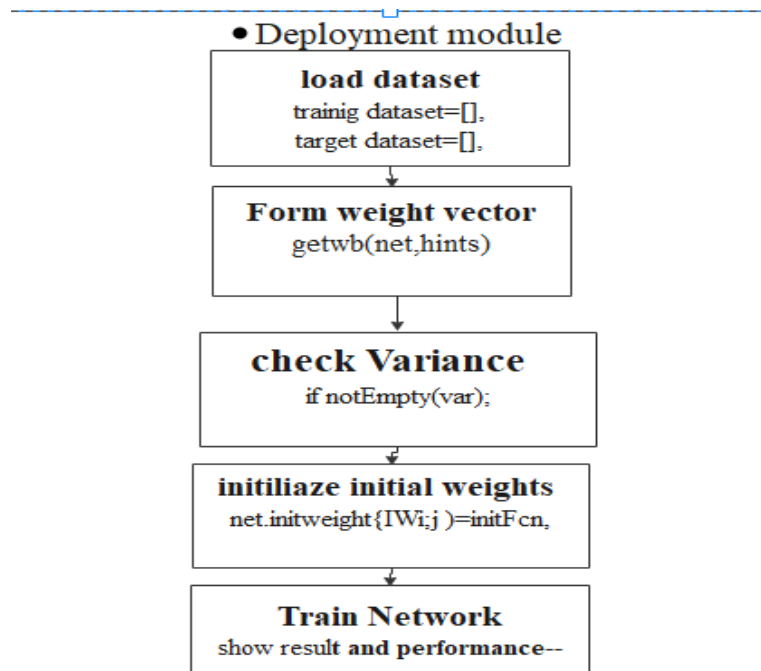 • Deployment module
load dataset
trainig dataset=[],
target dataset=[],
Form weight vector
getwb(net,hints)
check Variance
if notEmpty(var);
initiliaze initial weights
net.initweight{IWi;j )=initFcn,
Train Network
show result and performance--